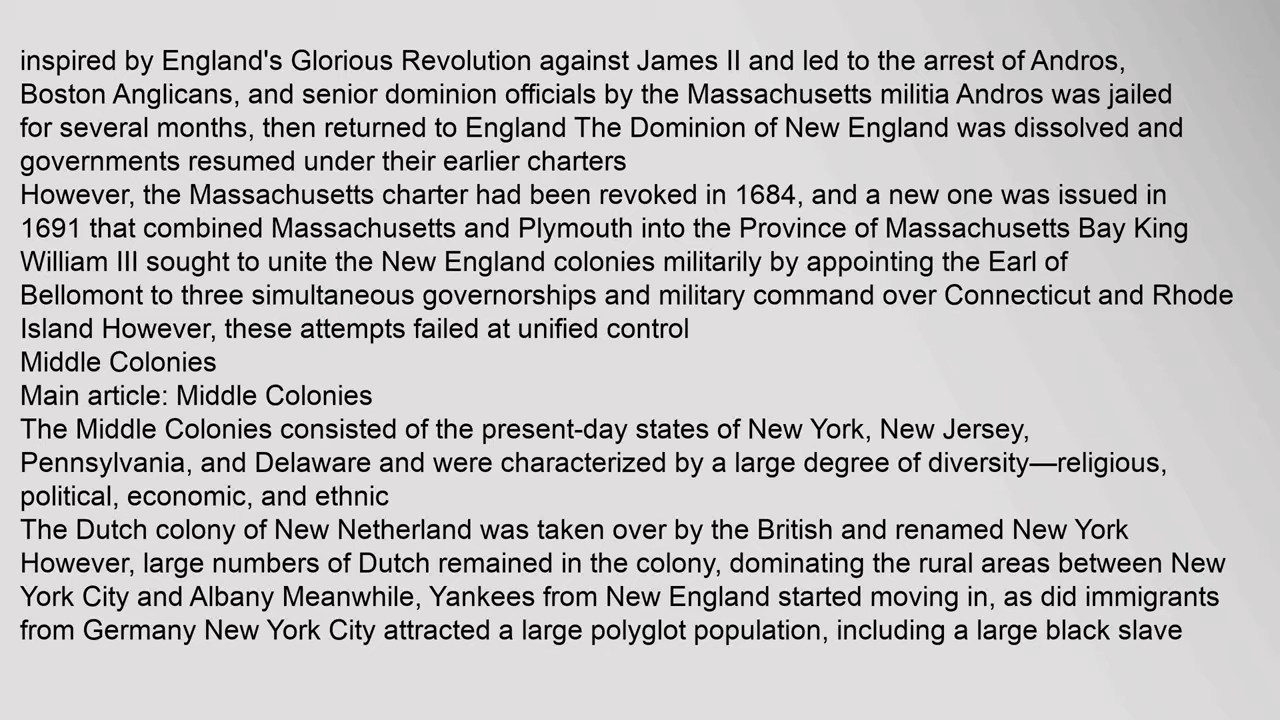 inspired by England's Glorious Revolution against James II and led to the arrest of Andros,
Boston Anglicans, and senior dominion officials by the Massachusetts militia Andros was jailed
for several months, then returned to England The Dominion of New England was dissolved and
governments resumed under their earlier charters
However, the Massachusetts charter had been revoked in 1684, and a new one was issued in
1691 that combined Massachusetts and Plymouth into the Province of Massachusetts Bay King
William III sought to unite the New England colonies militarily by appointing the Earl of
Bellomont to three simultaneous governorships and military command over Connecticut and Rhode
Island However, these attempts failed at unified control
Middle Colonies
Main article: Middle Colonies
The Middle Colonies consisted of the present-day states of New York, New Jersey,
Pennsylvania, and Delaware and were characterized by a large degree of diversity—religious,
political, economic, and ethnic
The Dutch colony of New Netherland was taken over by the British and renamed New York
However, large numbers of Dutch remained in the colony, dominating the rural areas between New
York City and Albany Meanwhile, Yankees from New England started moving in, as did immigrants
from Germany New York City attracted a large polyglot population, including a large black slave